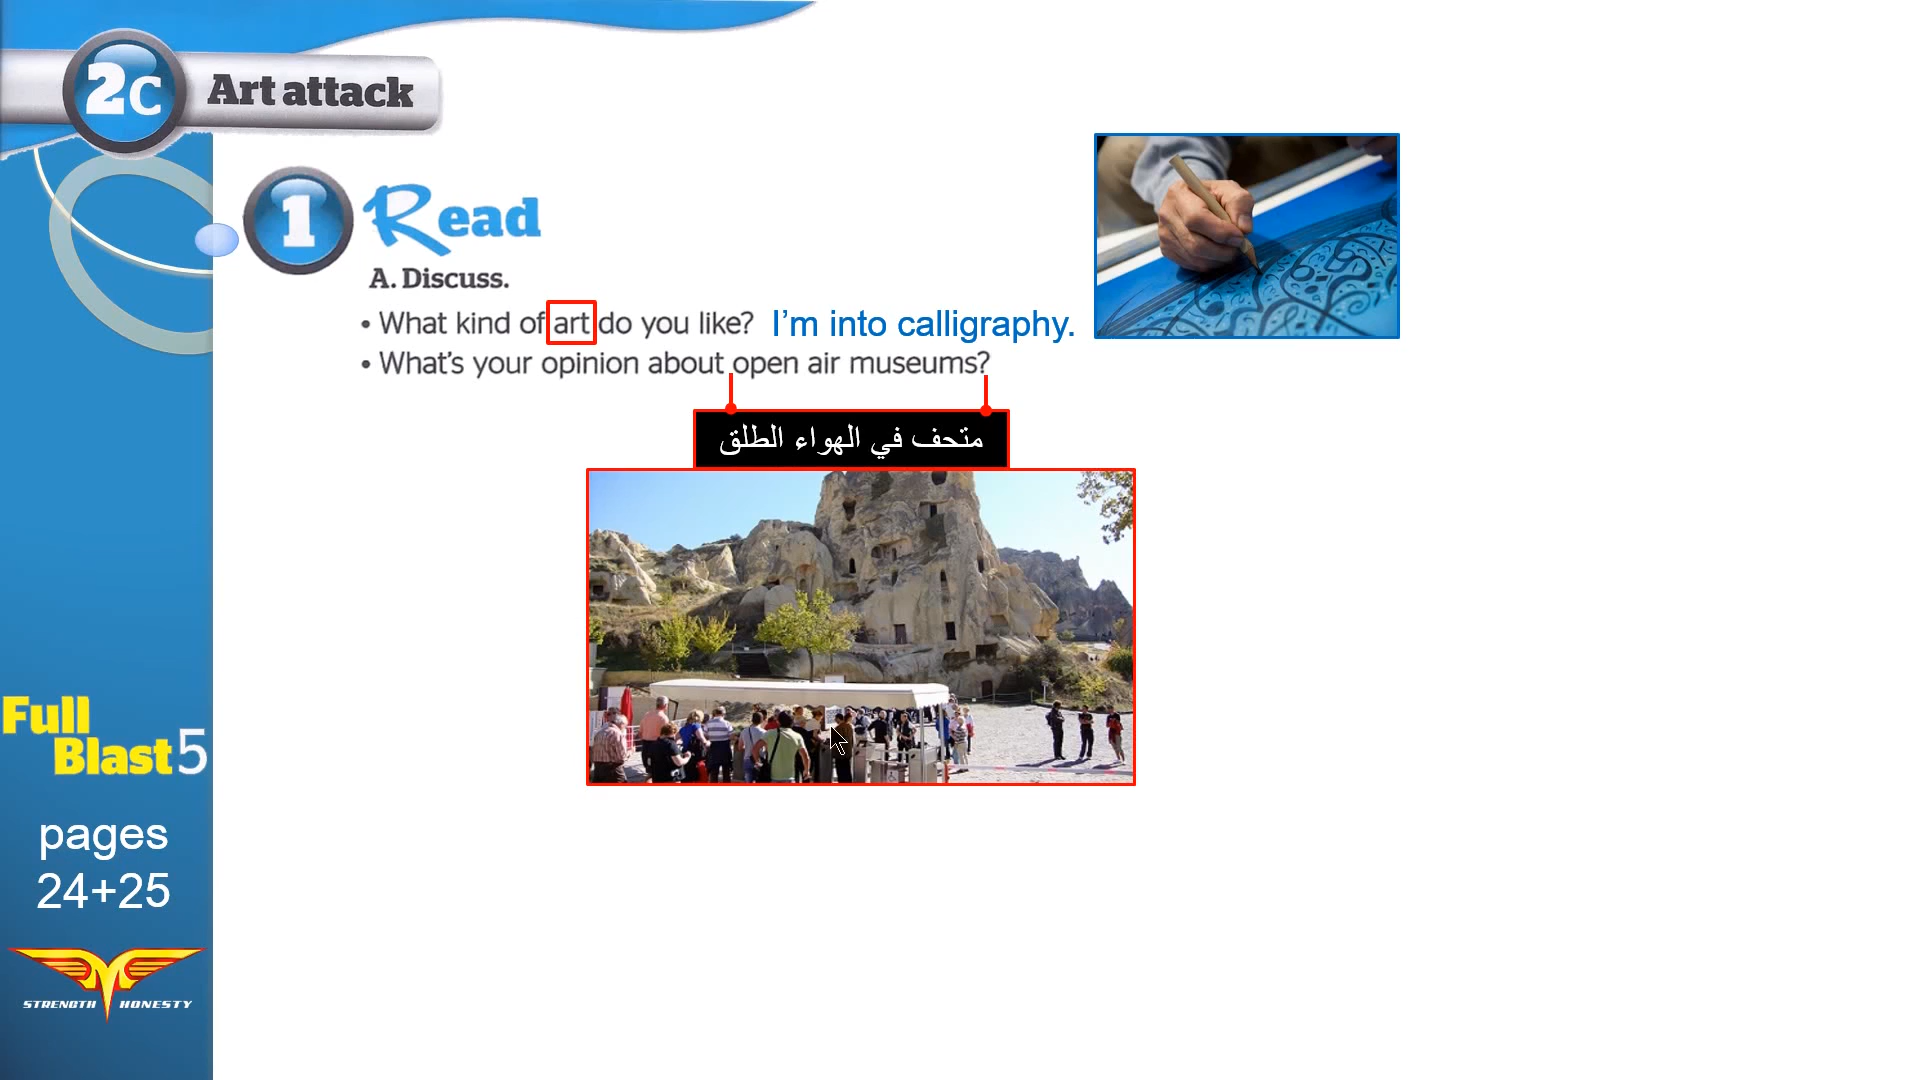 2c Art attack
1 Read
A. Discuss.
• What kind of art do you like? I'm into calligraphy.
• What's your opinion about open air museums?
متحف في الهواء الطلق
Full
Blast 5
pages
24+25
STRENGTH HONESTY